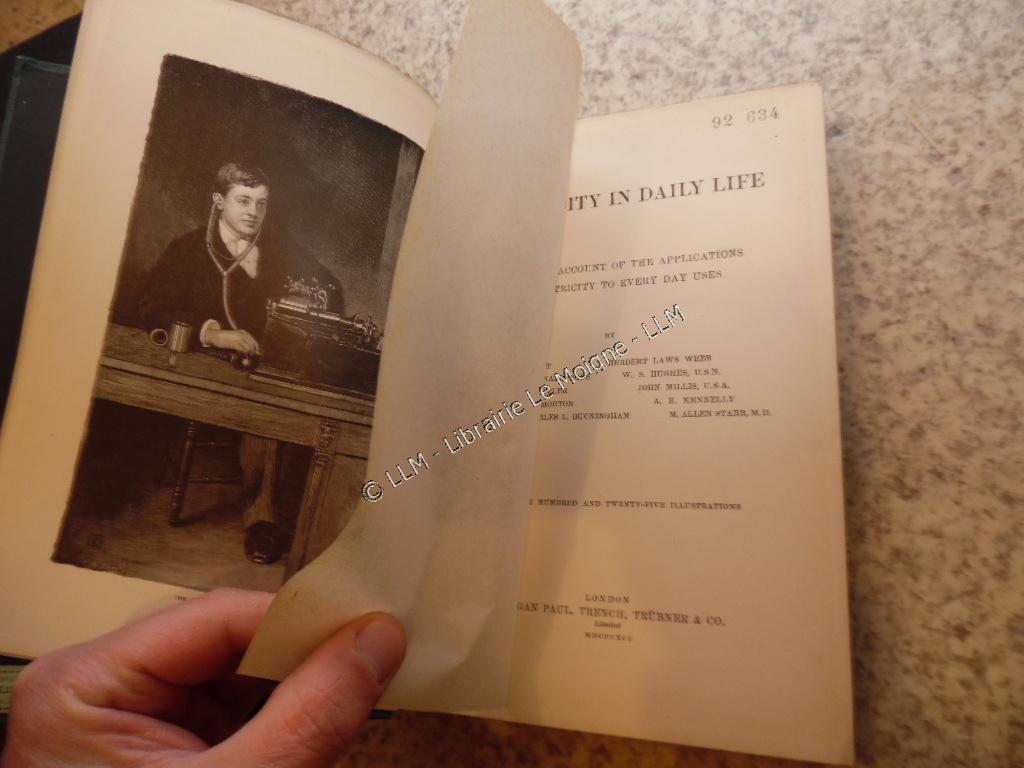 92 634
CITY IN DAILY LIFE
ACCOUNT OF THE APPLICATIONS
TRICITY TO EVERY DAY USES
BY
T HERBERT LAWS WEBB
W. S. HUGHES, U.S.N.
JOHN MILLIS, U.S.A.
MORTON A. E. KENNELLY
LES L. BUCKINGHAM M. ALLEN STARR, M.D.
HUNDRED AND TWENTY-FIVE ILLUSTRATIONS
LONDON
GAN PAUL, TRENCH, TRÜBNER & CO.
Limited
MDCCCXCI
© LLM - Librairie Le Moigne - LLM
THE